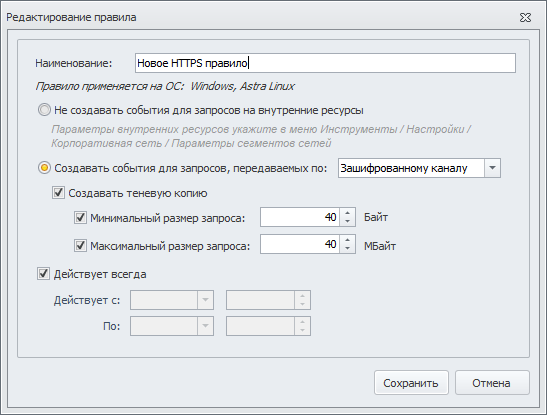 Редактирование правила
Наименование: Новое HTTPS правило
Правило применяется на ОС: Windows, Astra Linux
Не создавать события для запросов на внутренние ресурсы
Параметры внутренних ресурсов укажите в меню Инструменты / Настройки /
Корпоративная сеть / Параметры сегментов сетей
Создавать события для запросов, передаваемых по: Зашифрованному каналу
Создавать теневую копию
Минимальный размер запроса: 40 Байт
Максимальный размер запроса: 40 МБайт
Действует всегда
Действует с:
По:
Сохранить Отмена